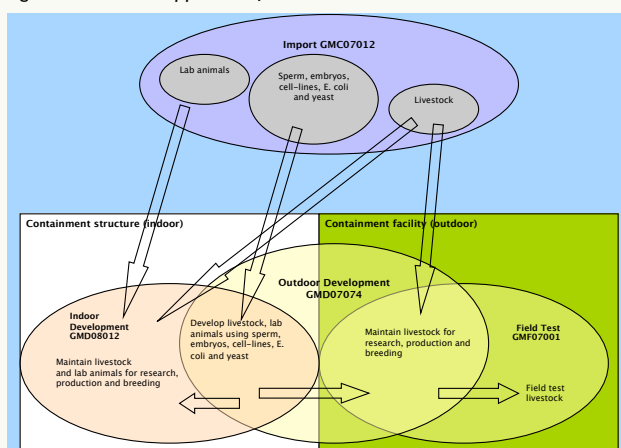 Import GMC07012
Lab animals
Sperm, embryos,
cell-lines, E. coli
and yeast
Livestock
Containment structure (indoor)
Containment facility (outdoor)
Outdoor Development
GMD07074
Indoor
Development
GMD08012
Maintain livestock
and lab animals for research,
production and breeding
Develop livestock, lab
animals using sperm,
embryos, cell-lines, E.
coli and yeast
Maintain livestock for
research, production and
breeding
Field Test
GMF07001
Field test
livestock